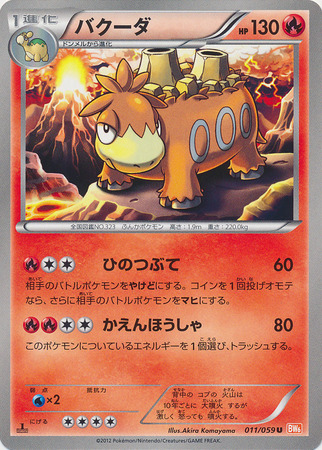 1進化
バクーダ
HP130
ドンメルから進化
全国図鑑NO.323 ふんかポケモン 高さ：1.9m 重さ：220.0kg
ひのつぶて 60
相手のバトルポケモンをやけどにする。コインを1回投げオモテ
なら、さらに相手のバトルポケモンをマヒにする。
かえんほうしゃ 80
このポケモンについているエネルギーを1個選び、トラッシュする。
弱点 抵抗力
×2
にげる
背中の コブの 火山は
10年ごとに 大噴火 するが
激しく 怒っても 噴火する。
Illus.Akira Komayama
BW6
011/059 U
©2012 Pokémon/Nintendo/Creatures/GAME FREAK.